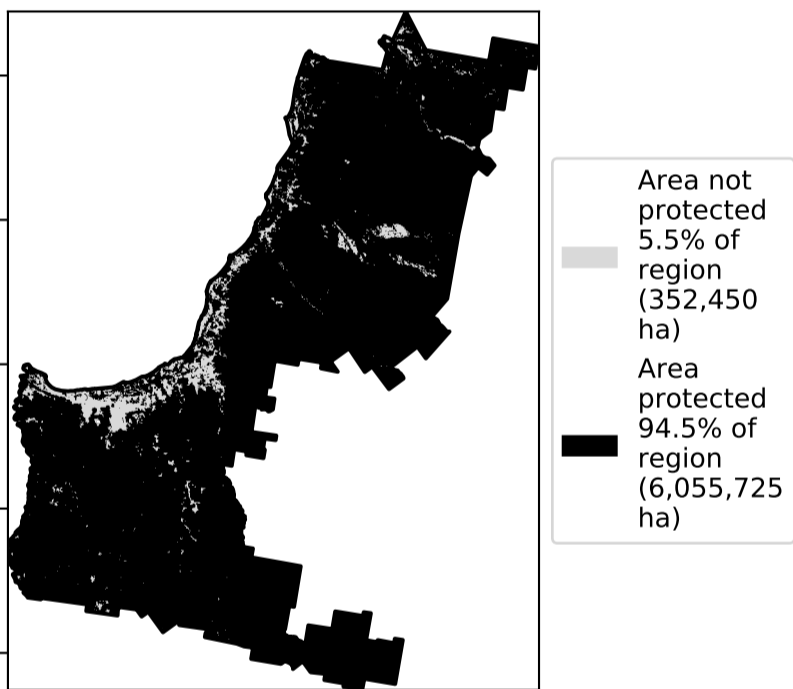 Area not
protected
5.5% of
region
(352,450
ha)
Area
protected
94.5% of
region
(6,055,725
ha)